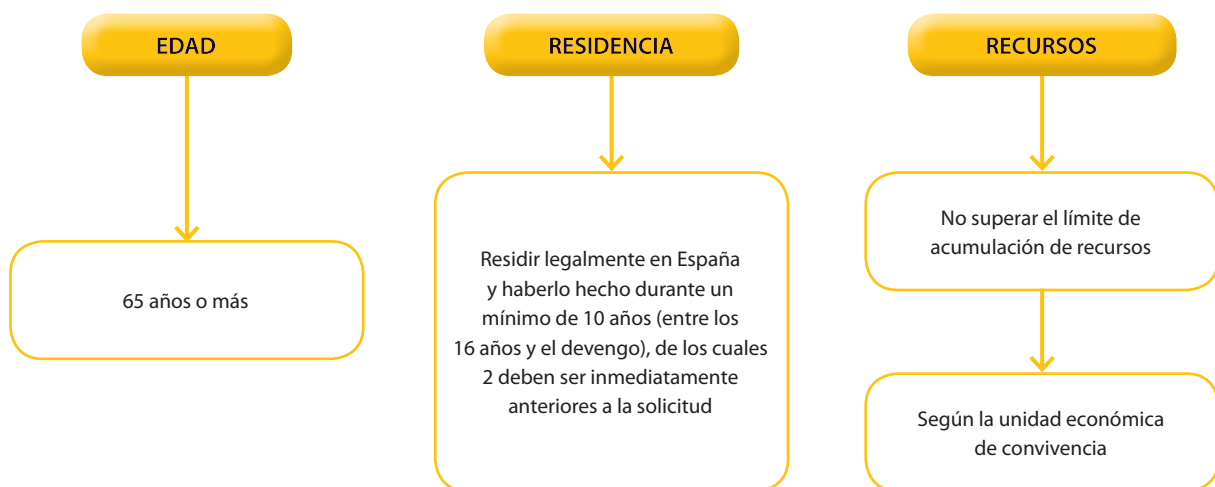 EDAD
65 años o más
RESIDENCIA
Residir legalmente en España
y haberlo hecho durante un
mínimo de 10 años (entre los
16 años y el devengo), de los cuales
2 deben ser inmediatamente
anteriores a la solicitud
RECURSOS
No superar el límite de
acumulación de recursos
Según la unidad económica
de convivencia